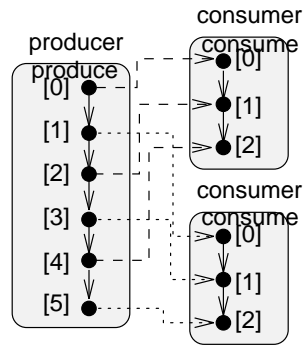 producer
produce
[0]
[1]
[2]
[3]
[4]
[5]
consumer
consume
[0]
[1]
[2]
consumer
consume
[0]
[1]
[2]